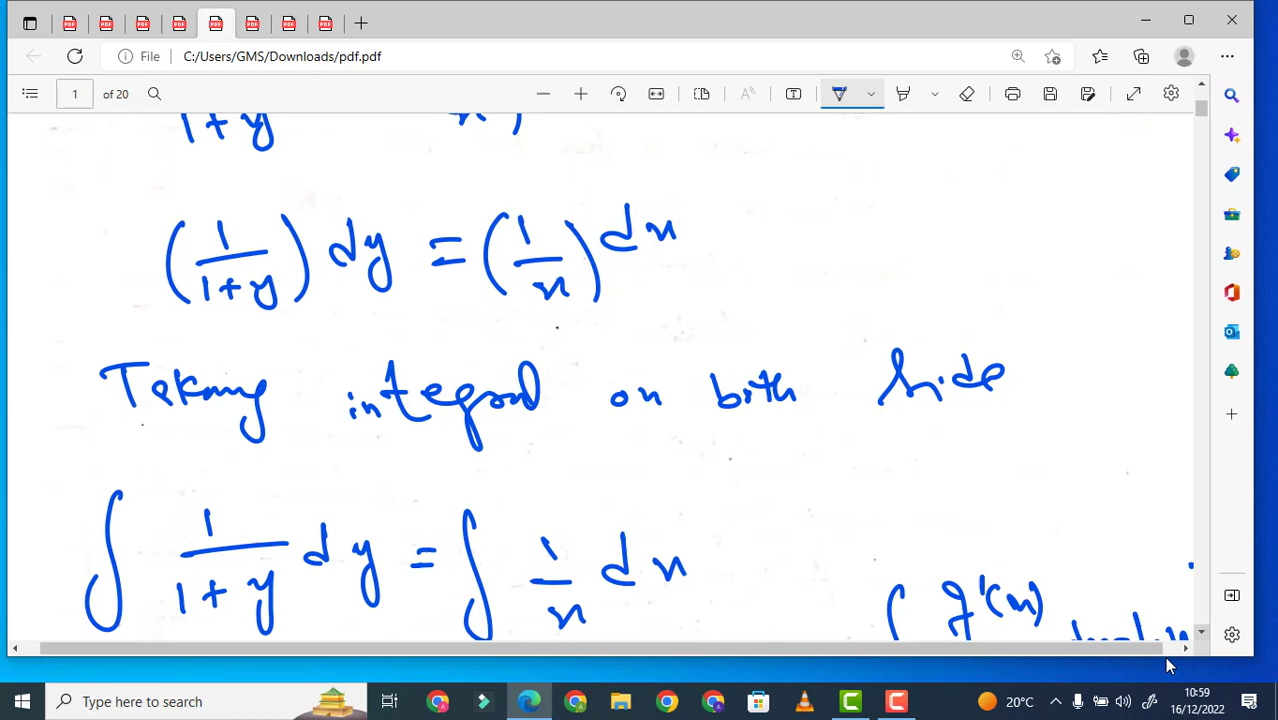 File C:/Users/GMS/Downloads/pdf.pdf
1 of 20
1+y x,
(1/(1+y)) dy = (1/x) dx
Taking integral on both side
∫ 1/(1+y) dy = ∫ 1/x dx
∫ g'(x)
Type here to search
20°C
10:59
16/12/2022